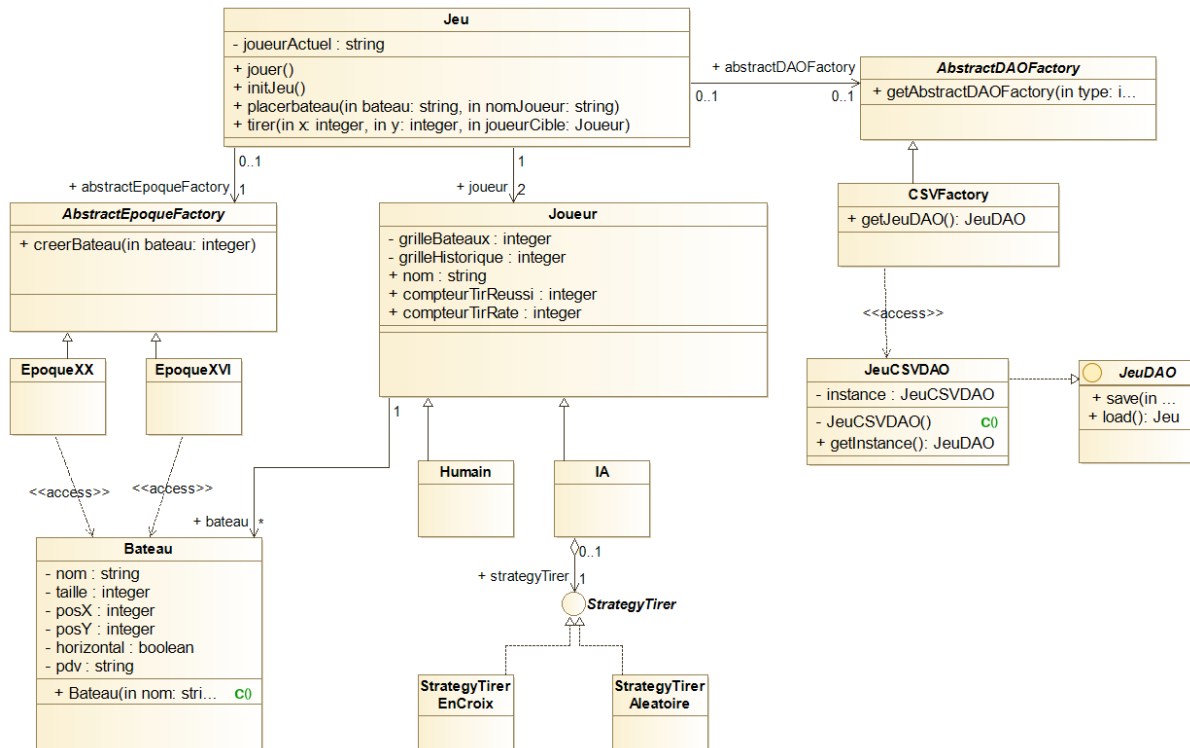 Jeu
- joueurActuel : string
+ jouer()
+ initJeu()
+ placerbateau(in bateau: string, in nomJoueur: string)
+ tirer(in x: integer, in y: integer, in joueurCible: Joueur)
+ abstractDAOFactory
0..1
0..1
AbstractDAOFactory
+ getAbstractDAOFactory(in type: i...
0..1
+ abstractEpoqueFactory
1
1
+ joueur
2
AbstractEpoqueFactory
+ creerBateau(in bateau: integer)
Joueur
- grilleBateaux : integer
- grilleHistorique : integer
+ nom : string
+ compteurTirReussi : integer
+ compteurTirRate : integer
CSVFactory
+ getJeuDAO(): JeuDAO
<<access>>
EpoqueXX
EpoqueXVI
JeuCSVDAO
- instance : JeuCSVDAO
- JeuCSVDAO() C()
+ getInstance(): JeuDAO
JeuDAO
+ save(in ...
+ load(): Jeu
1
<<access>>
<<access>>
Humain
IA
+ bateau
*
0..1
+ strategyTirer
1
StrategyTirer
Bateau
- nom : string
- taille : integer
- posX : integer
- posY : integer
- horizontal : boolean
- pdv : string
+ Bateau(in nom: stri... C()
StrategyTirer
EnCroix
StrategyTirer
Aleatoire